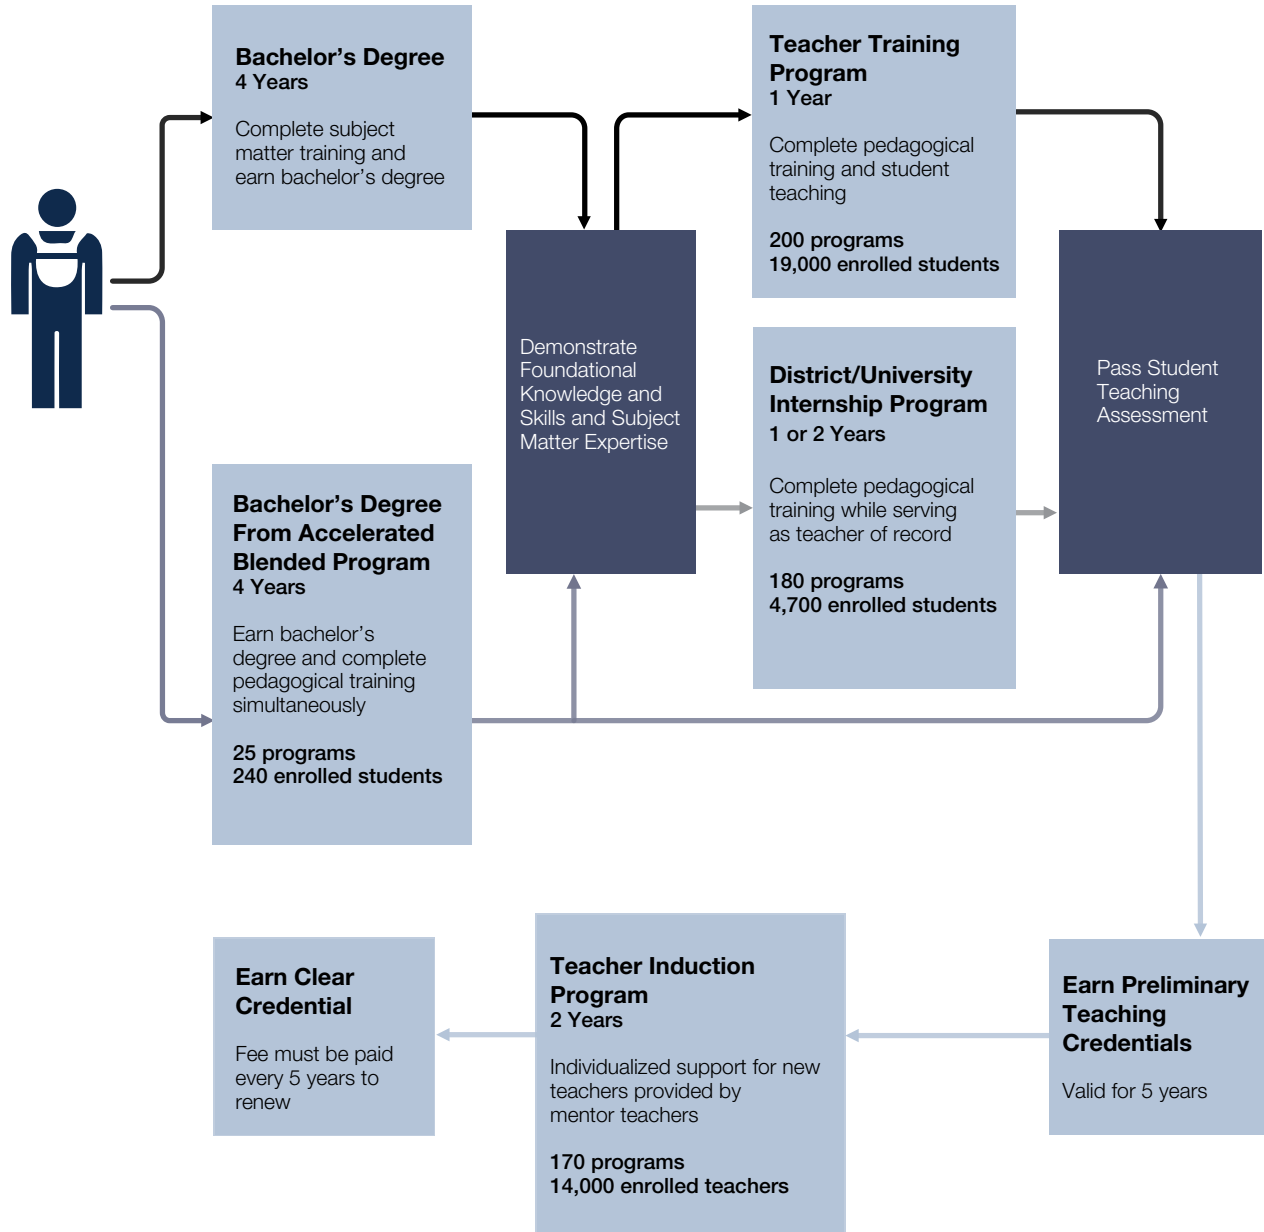 Bachelor’s Degree
4 Years
Complete subject
matter training and
earn bachelor’s degree
Teacher Training
Program
1 Year
Complete pedagogical
training and student
teaching
200 programs
19,000 enrolled students
Demonstrate
Foundational
Knowledge and
Skills and Subject
Matter Expertise
District/University
Internship Program
1 or 2 Years
Complete pedagogical
training while serving
as teacher of record
180 programs
4,700 enrolled students
Pass Student
Teaching
Assessment
Bachelor’s Degree
From Accelerated
Blended Program
4 Years
Earn bachelor’s
degree and complete
pedagogical training
simultaneously
25 programs
240 enrolled students
Earn Clear
Credential
Fee must be paid
every 5 years to
renew
Teacher Induction
Program
2 Years
Individualized support for new
teachers provided by
mentor teachers
170 programs
14,000 enrolled teachers
Earn Preliminary
Teaching
Credentials
Valid for 5 years